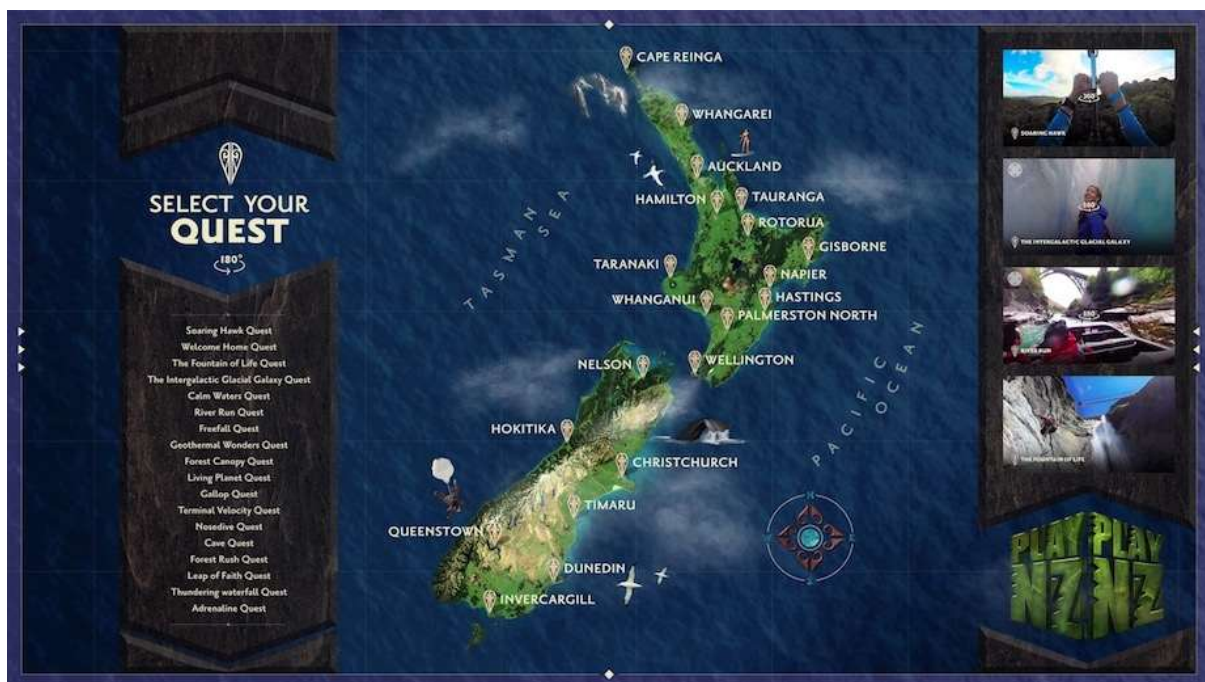 SELECT YOUR
QUEST
180°
Soaring Hawk Quest
Welcome Home Quest
The Fountain of Life Quest
The Intergalactic Glacial Galaxy Quest
Calm Waters Quest
River Run Quest
Freefall Quest
Geothermal Wonders Quest
Forest Canopy Quest
Living Planet Quest
Gallop Quest
Terminal Velocity Quest
Nosedive Quest
Cave Quest
Forest Rush Quest
Leap of Faith Quest
Thundering waterfall Quest
Adrenaline Quest
CAPE REINGA
WHANGAREI
AUCKLAND
HAMILTON
TAURANGA
ROTORUA
GISBORNE
TARANAKI
NAPIER
WHANGANUI
HASTINGS
PALMERSTON NORTH
NELSON
WELLINGTON
HOKITIKA
CHRISTCHURCH
TIMARU
QUEENSTOWN
DUNEDIN
INVERCARGILL
TASMAN
SEA
PACIFIC
OCEAN
SOARING HAWK
THE INTERGALACTIC GLACIAL GALAXY
RIVER RUN
THE FOUNTAIN OF LIFE
PLAY PLAY
NZ NZ